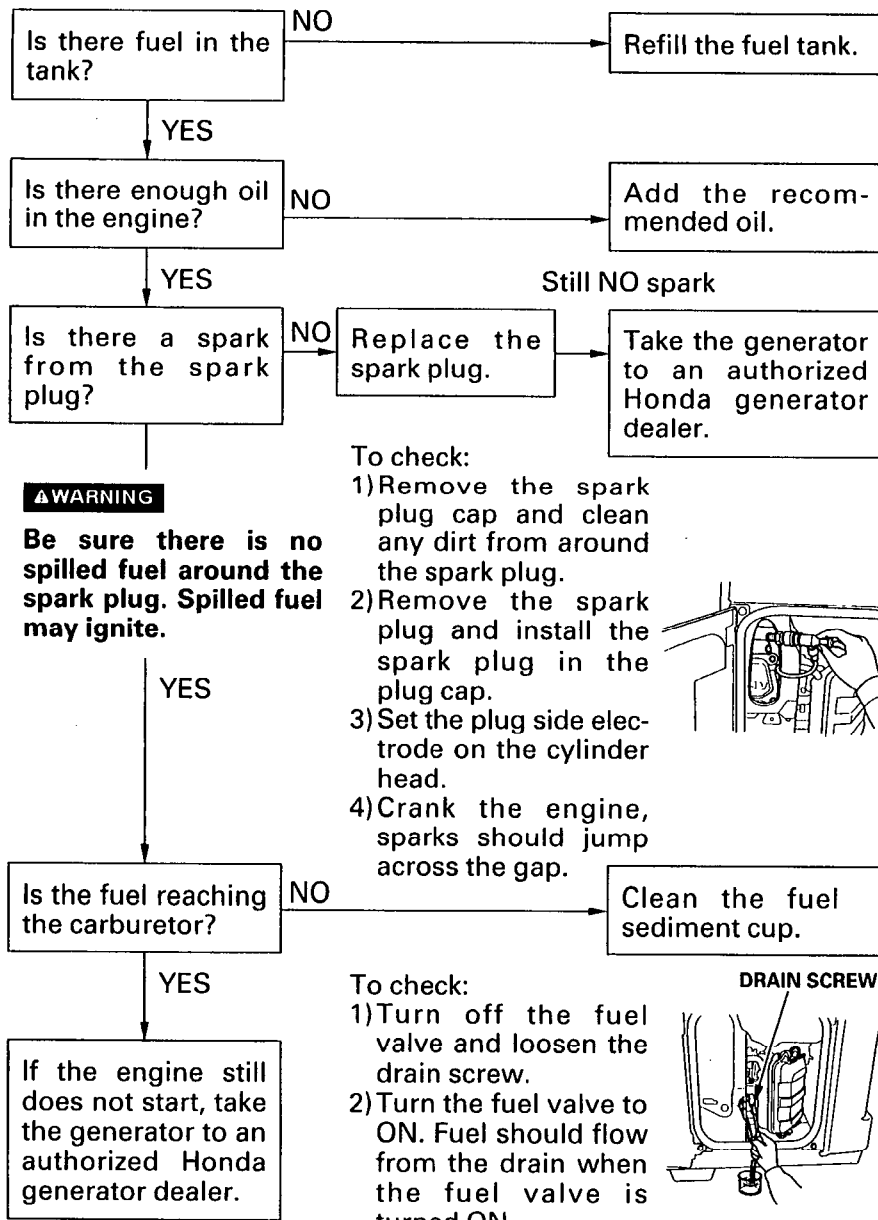 Is there fuel in the
tank?
NO
Refill the fuel tank.
YES
Is there enough oil
in the engine?
NO
Add the recom-
mended oil.
YES
Still NO spark
Is there a spark
from the spark
plug?
NO
Replace the
spark plug.
Take the generator
to an authorized
Honda generator
dealer.
WARNING
Be sure there is no
spilled fuel around the
spark plug. Spilled fuel
may ignite.
To check:
1) Remove the spark
plug cap and clean
any dirt from around
the spark plug.
2) Remove the spark
plug and install the
spark plug in the
plug cap.
3) Set the plug side elec-
trode on the cylinder
head.
4) Crank the engine,
sparks should jump
across the gap.
YES
Is the fuel reaching
the carburetor?
NO
Clean the fuel
sediment cup.
YES
To check:
1) Turn off the fuel
valve and loosen the
drain screw.
2) Turn the fuel valve to
ON. Fuel should flow
from the drain when
the fuel valve is
turned ON.
DRAIN SCREW
If the engine still
does not start, take
the generator to an
authorized Honda
generator dealer.